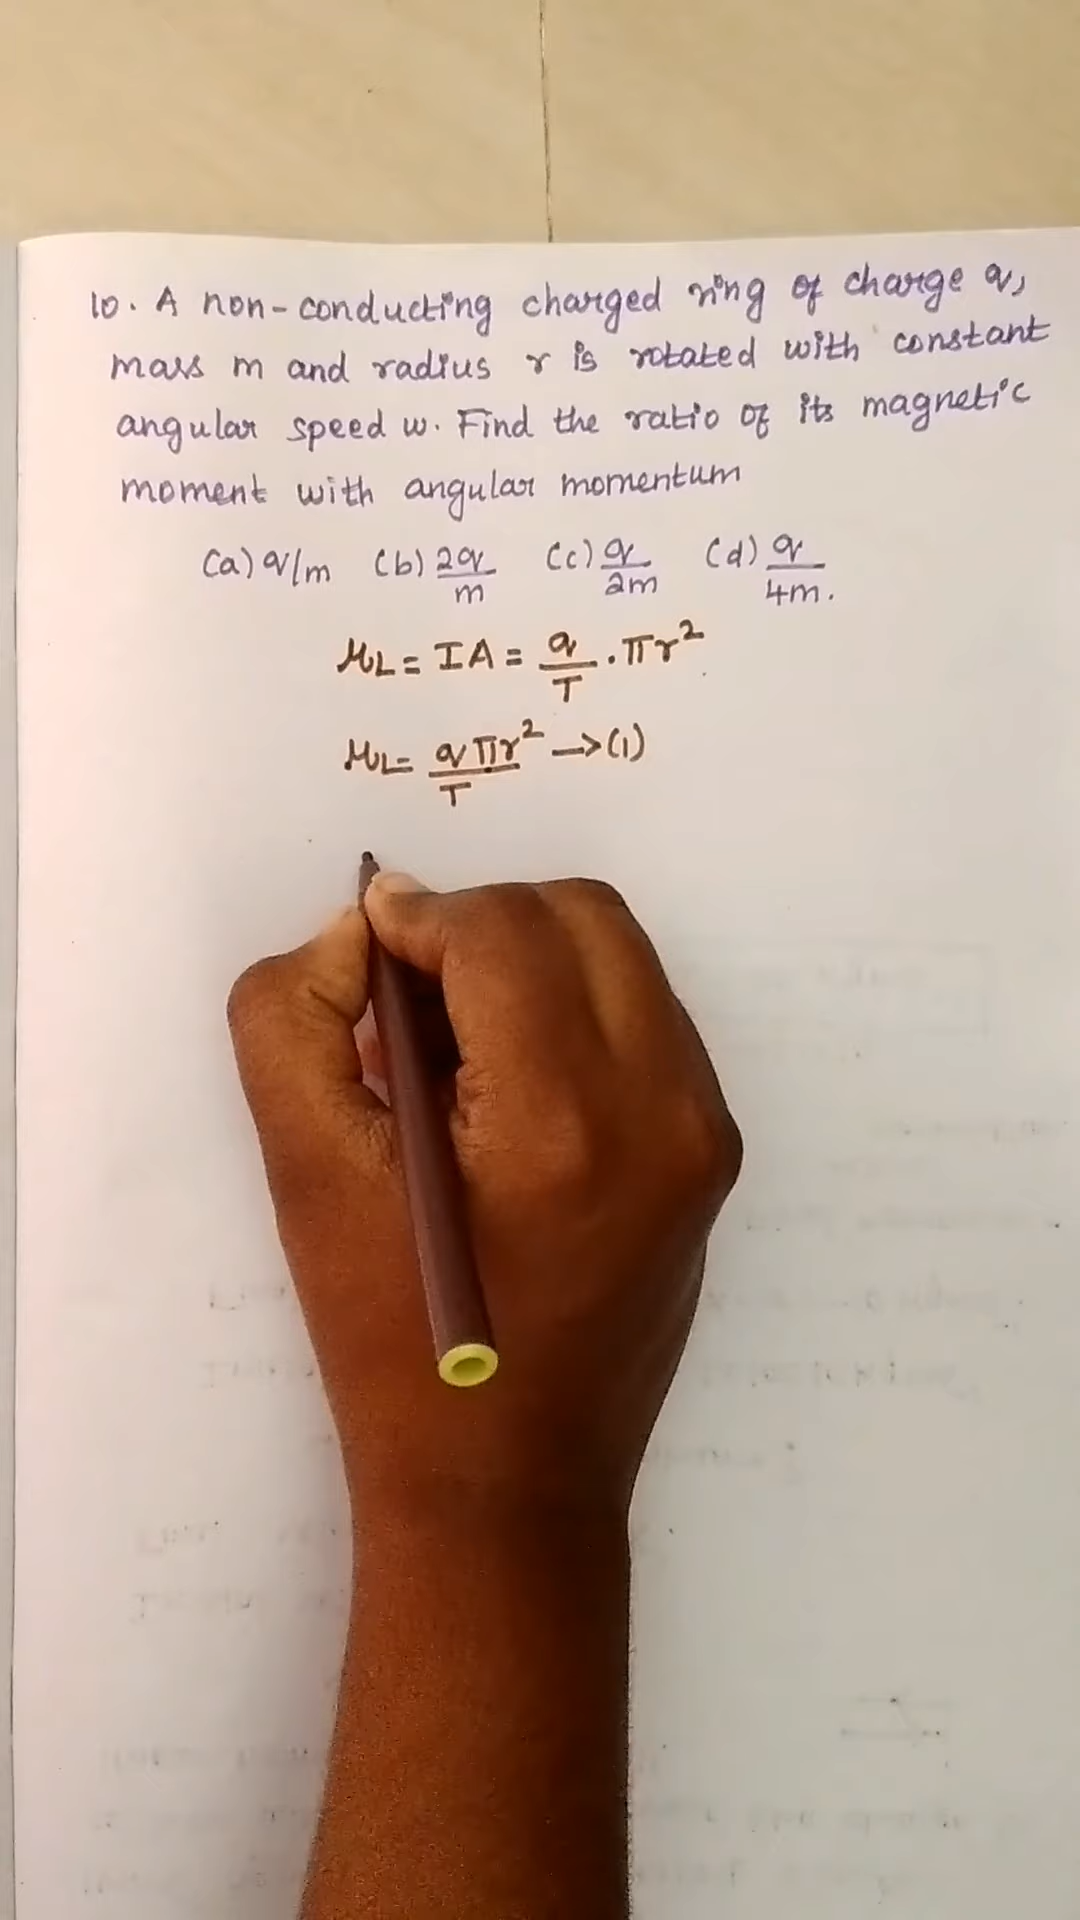 10. A non-conducting charged ring of charge q,
mass m and radius r is rotated with constant
angular speed w. Find the ratio of its magnetic
moment with angular momentum
(a) q/m (b) 2q/m (c) q/2m (d) q/4m.
μL = IA = q/T . πr²
μL = qπr²/T → (1)